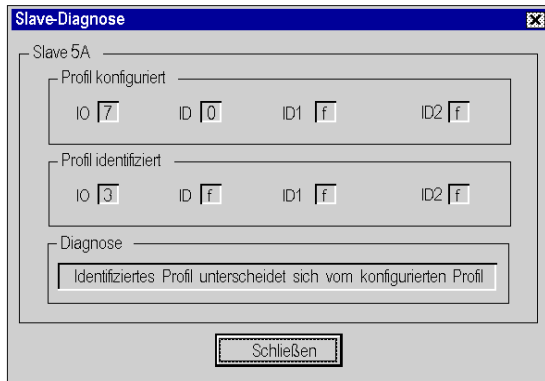 Slave-Diagnose
Slave 5A
Profil konfiguriert
IO 7 ID 0 ID1 f ID2 f
Profil identifiziert
IO 3 ID f ID1 f ID2 f
Diagnose
Identifiziertes Profil unterscheidet sich vom konfigurierten Profil
Schließen